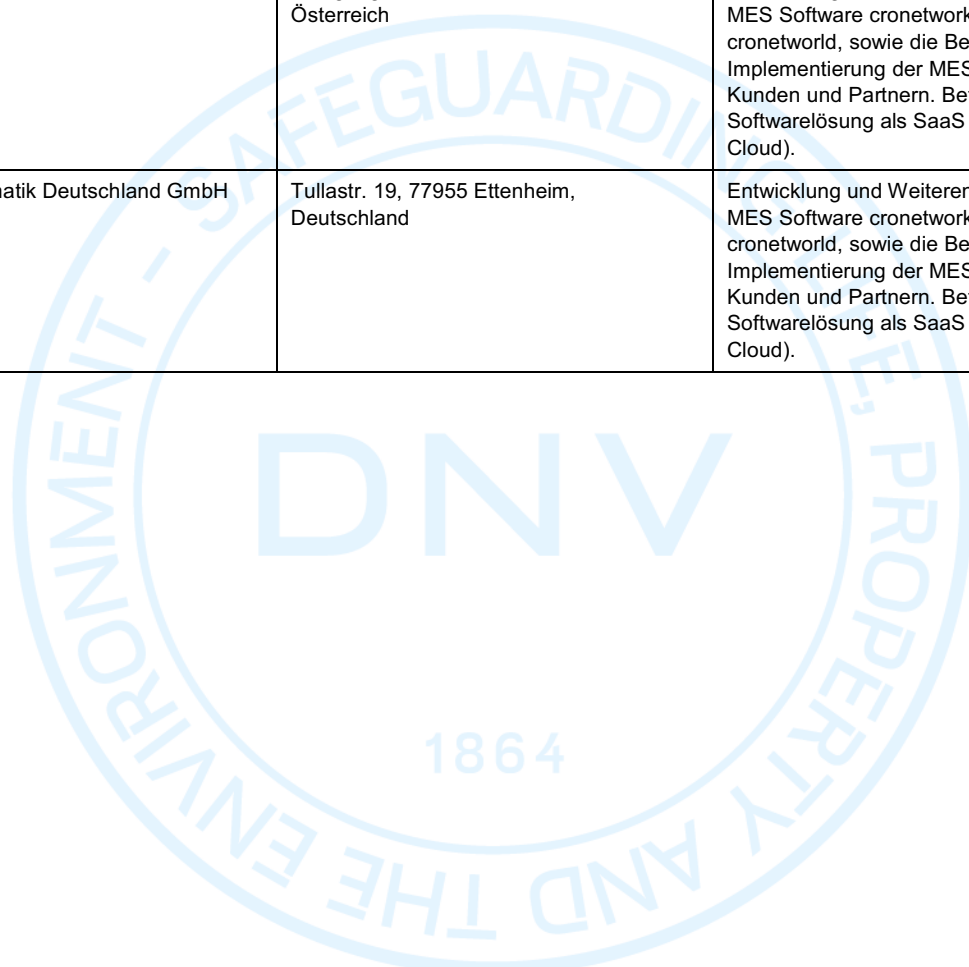 Österreich
MES Software cronetwork
cronetworld, sowie die Be
Implementierung der MES
Kunden und Partnern. Be
Softwarelösung als SaaS
Cloud).
atik Deutschland GmbH
Tullastr. 19, 77955 Ettenheim,
Deutschland
Entwicklung und Weiteren
MES Software cronetwork
cronetworld, sowie die Be
Implementierung der MES
Kunden und Partnern. Be
Softwarelösung als SaaS
Cloud).
SAFEGUARDING LIFE, PROPERTY AND THE ENVIRONMENT -
DNV
1864